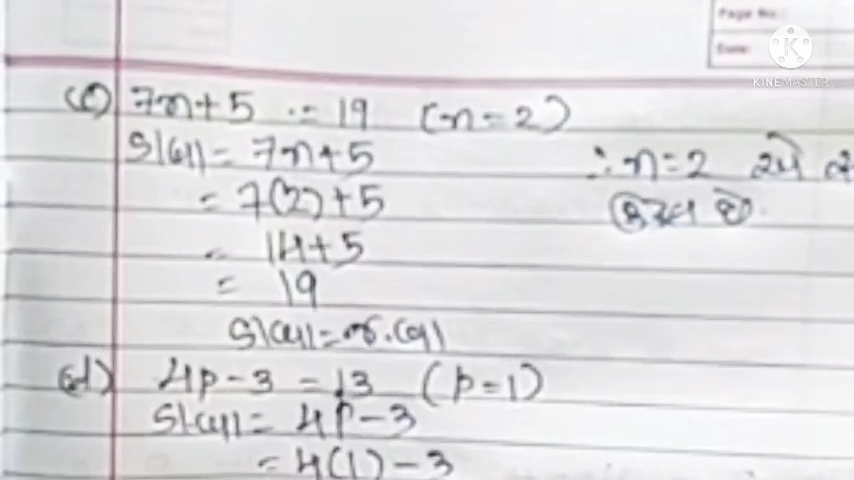 Page No.
Date:
KINEMASTER
(c) 7n + 5 = 19 (n = 2)
ડાબા = 7n + 5
= 7(2) + 5
= 14 + 5
= 19
ડાબા = જ.બા
∴ n = 2 એ
ઉકેલ છે.
(d) 4p - 3 = 13 (p = 1)
ડાબા = 4p - 3
= 4(1) - 3